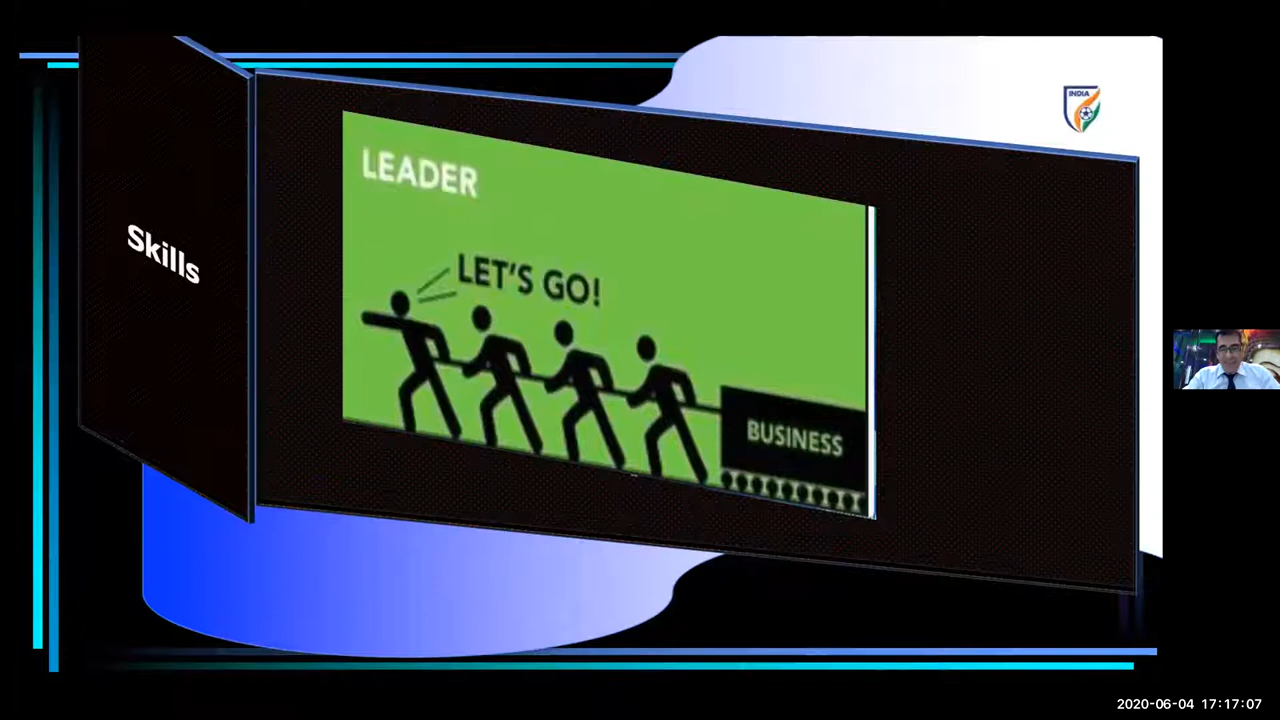 INDIA
LEADER
Skills
LET'S GO!
BUSINESS
2020-06-04 17:17:07